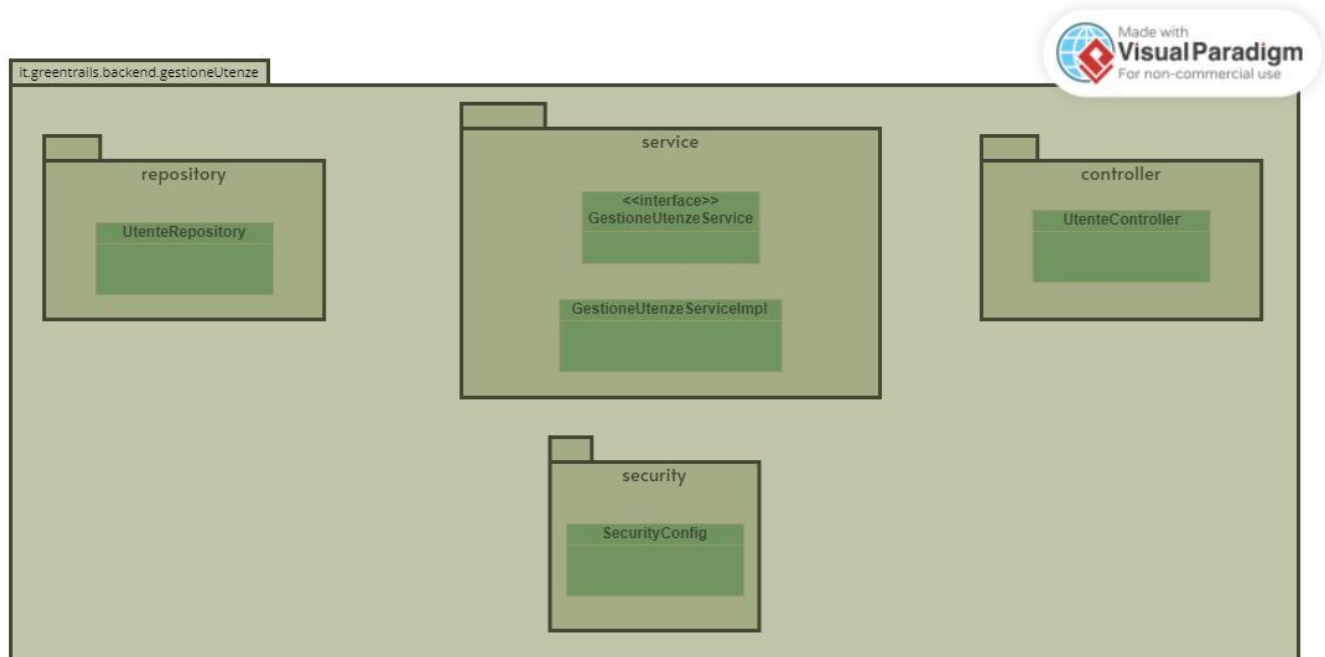 Made with
Visual Paradigm
For non-commercial use
it.greentrails.backend.gestioneUtenze
service
repository
controller
<<interface>>
GestioneUtenzeService
UtenteRepository
UtenteController
GestioneUtenzeServiceImpl
security
SecurityConfig